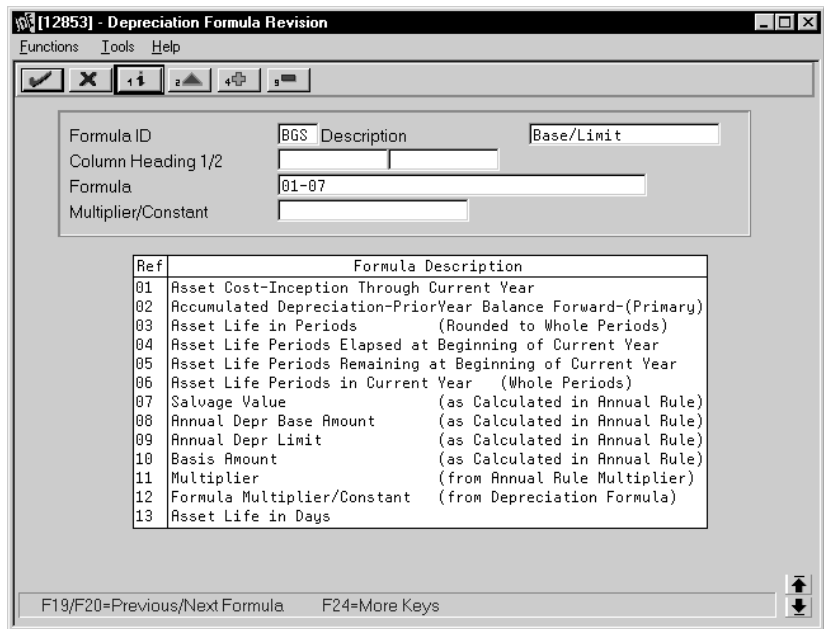 [12853] - Depreciation Formula Revision
Functions Tools Help
1 i 2 4 9
Formula ID BGS Description Base/Limit
Column Heading 1/2
Formula 01-07
Multiplier/Constant
Ref Formula Description
01 Asset Cost-Inception Through Current Year
02 Accumulated Depreciation-PriorYear Balance Forward-(Primary)
03 Asset Life in Periods (Rounded to Whole Periods)
04 Asset Life Periods Elapsed at Beginning of Current Year
05 Asset Life Periods Remaining at Beginning of Current Year
06 Asset Life Periods in Current Year (Whole Periods)
07 Salvage Value (as Calculated in Annual Rule)
08 Annual Depr Base Amount (as Calculated in Annual Rule)
09 Annual Depr Limit (as Calculated in Annual Rule)
10 Basis Amount (as Calculated in Annual Rule)
11 Multiplier (from Annual Rule Multiplier)
12 Formula Multiplier/Constant (from Depreciation Formula)
13 Asset Life in Days
F19/F20=Previous/Next Formula F24=More Keys